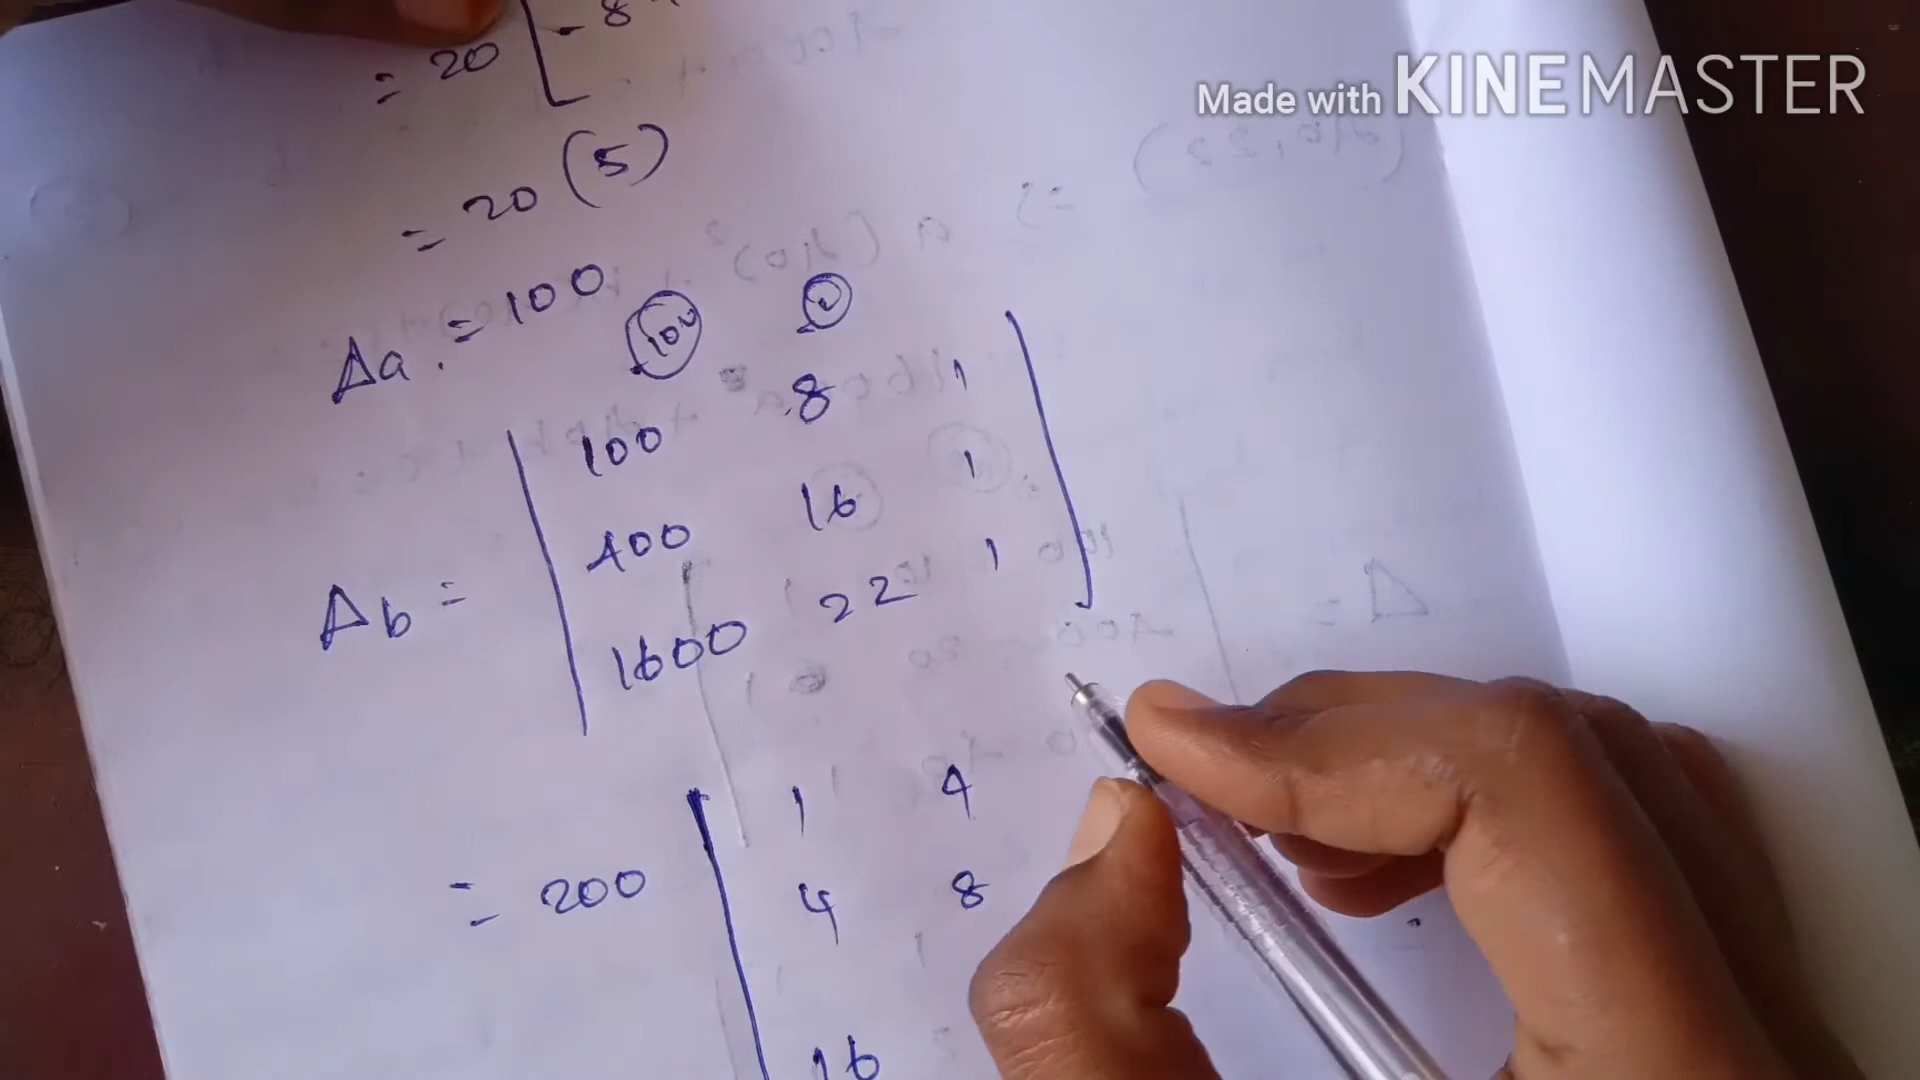 Made with KINEMASTER
= 20 [ - 8
= 20 (5)
Δa = 100
100
100 8 1
400 16 1
Δb =
1600 22 1
1 4
= 200
4 8
16